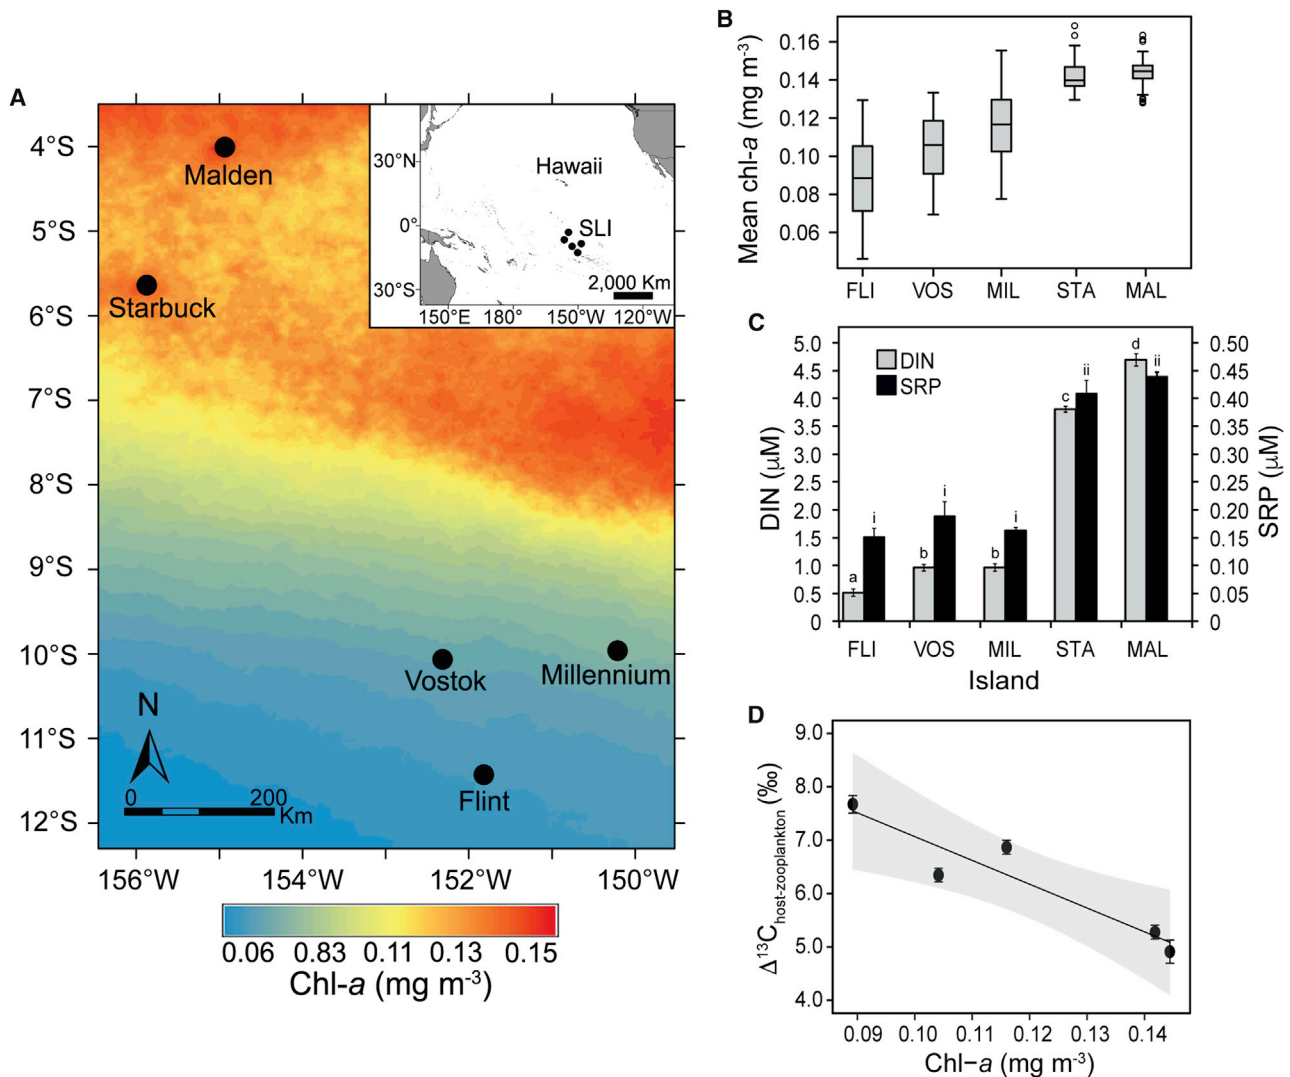 A
4°S
5°S
6°S
7°S
8°S
9°S
10°S
11°S
12°S
Malden
Starbuck
Vostok
Millennium
Flint
N
0 200
Km
156°W 154°W 152°W 150°W
30°N
0°
30°S
Hawaii
SLI
2,000 Km
150°E 180° 150°W 120°W
0.06 0.83 0.11 0.13 0.15
Chl-a (mg m-3)
B
Mean chl-a (mg m-3)
0.16
0.14
0.12
0.10
0.08
0.06
FLI VOS MIL STA MAL
C
DIN (μM)
5.0
4.5
4.0
3.5
3.0
2.5
2.0
1.5
1.0
0.5
0
DIN
SRP
a i b i b i c ii d ii
0.50
0.45
0.40
0.35
0.30
0.25
0.20
0.15
0.10
0.05
0
SRP (μM)
FLI VOS MIL STA MAL
Island
D
Δ13Chost-zooplankton (‰)
9.0
8.0
7.0
6.0
5.0
4.0
0.09 0.10 0.11 0.12 0.13 0.14
Chl−a (mg m-3)